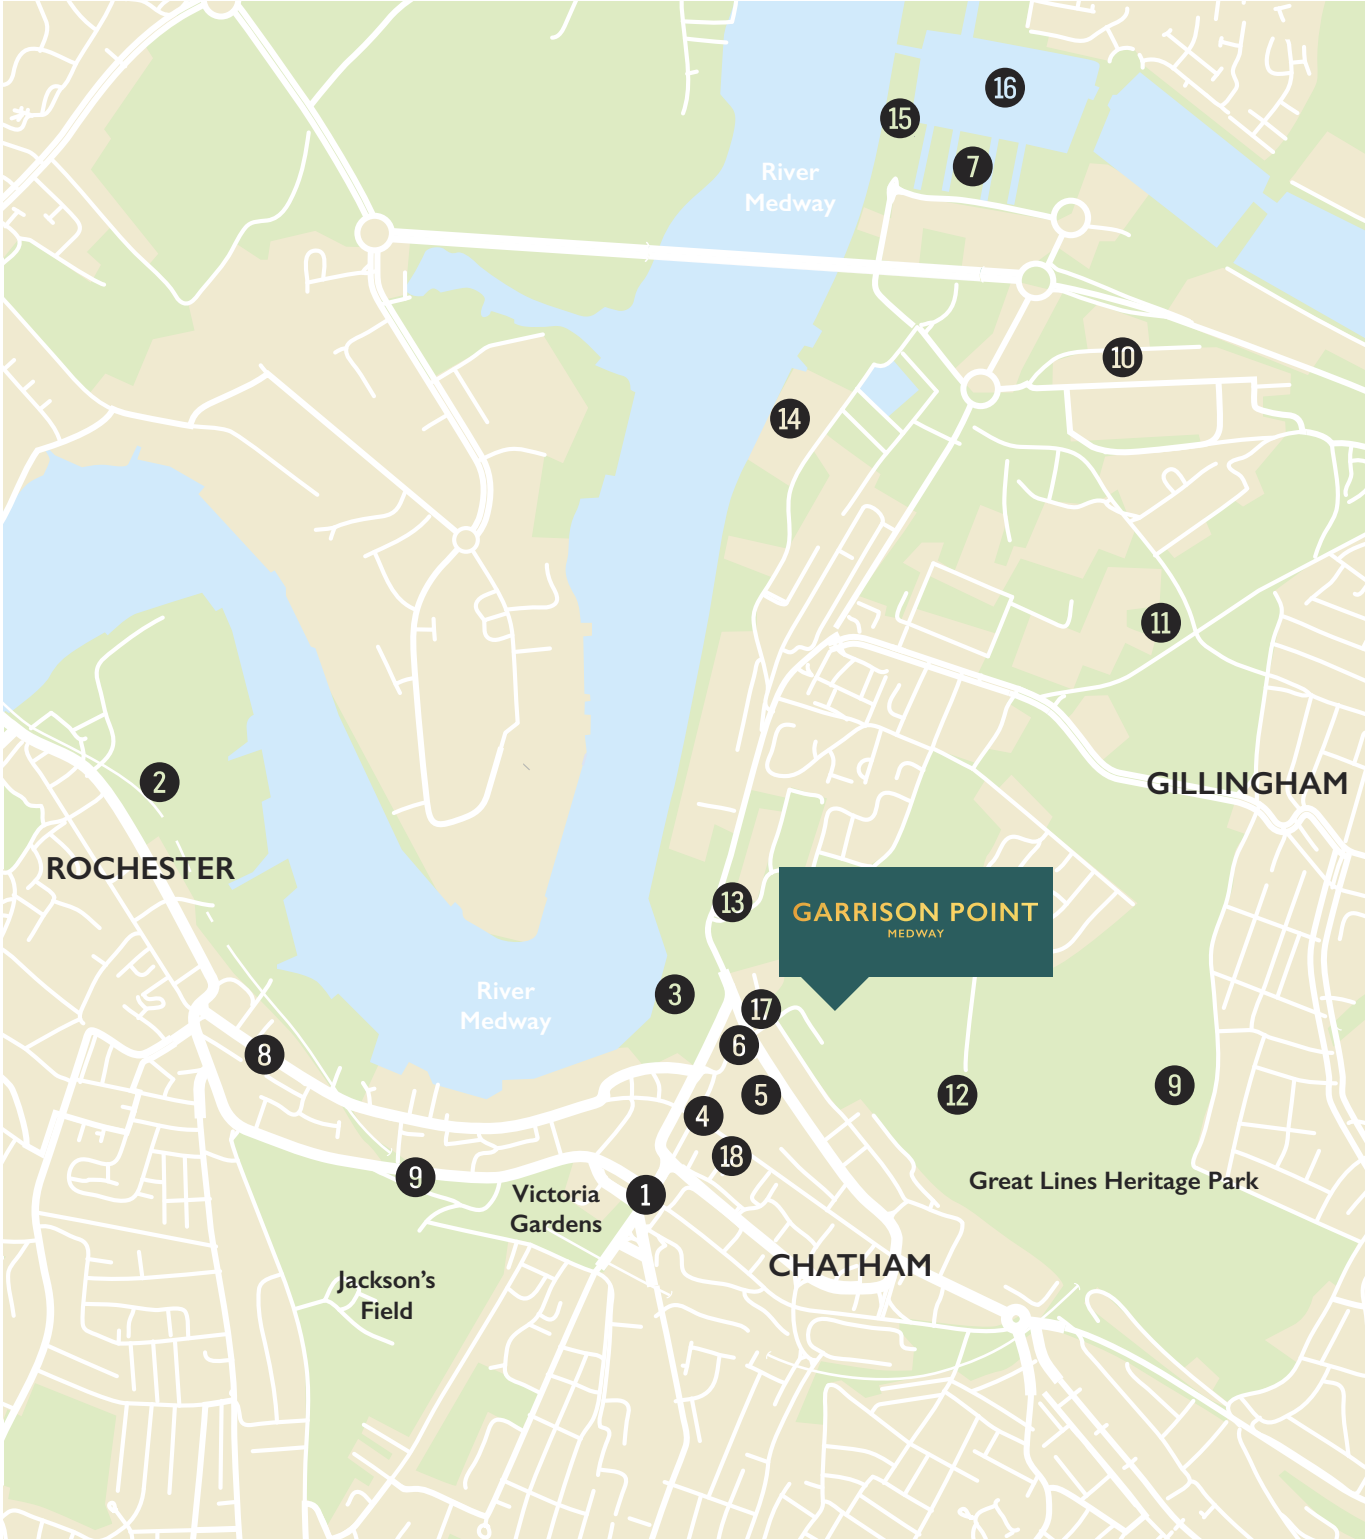 16
15
7
River
Medway
10
14
11
GILLINGHAM
2
ROCHESTER
13
GARRISON POINT
MEDWAY
River
Medway
3
17
6
8
5
12
9
4
18
9
Great Lines Heritage Park
Victoria
Gardens
1
CHATHAM
Jackson's
Field